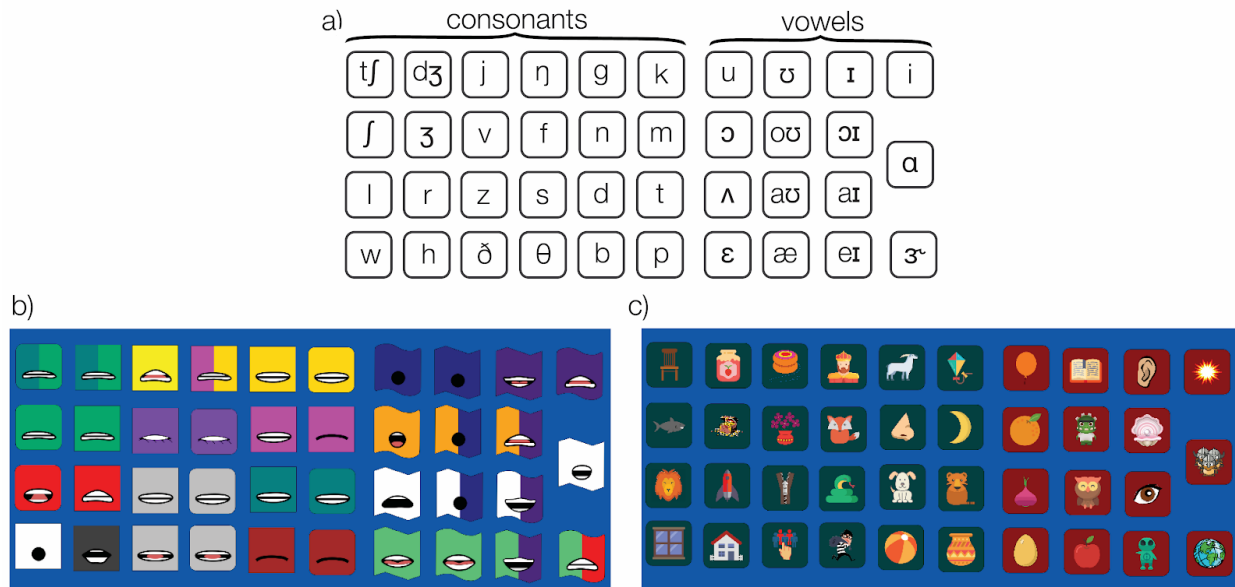 a) consonants vowels
tʃ dʒ j ŋ g k u ʊ ɪ i
ʃ ʒ v f n m ɔ oʊ ɔɪ
ɑ
l r z s d t ʌ aʊ aɪ
w h ð θ b p ɛ æ eɪ ɝ
b) c)